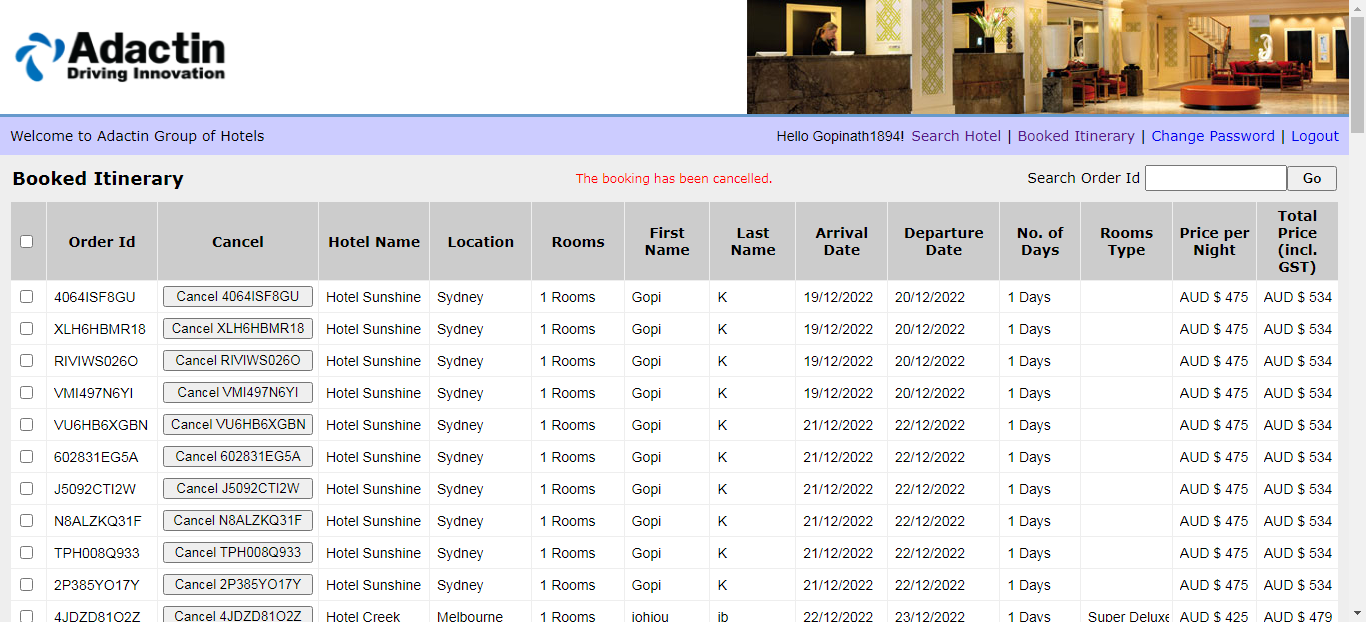 Adactin
Driving Innovation
Welcome to Adactin Group of Hotels
Hello Gopinath1894! Search Hotel | Booked Itinerary | Change Password | Logout
Booked Itinerary
The booking has been cancelled.
Search Order Id Go
Order Id Cancel Hotel Name Location Rooms First Name Last Name Arrival Date Departure Date No. of Days Rooms Type Price per Night Total Price (incl. GST)
4064ISF8GU Cancel 4064ISF8GU Hotel Sunshine Sydney 1 Rooms Gopi K 19/12/2022 20/12/2022 1 Days AUD $ 475 AUD $ 534
XLH6HBMR18 Cancel XLH6HBMR18 Hotel Sunshine Sydney 1 Rooms Gopi K 19/12/2022 20/12/2022 1 Days AUD $ 475 AUD $ 534
RIVIWS026O Cancel RIVIWS026O Hotel Sunshine Sydney 1 Rooms Gopi K 19/12/2022 20/12/2022 1 Days AUD $ 475 AUD $ 534
VMI497N6YI Cancel VMI497N6YI Hotel Sunshine Sydney 1 Rooms Gopi K 19/12/2022 20/12/2022 1 Days AUD $ 475 AUD $ 534
VU6HB6XGBN Cancel VU6HB6XGBN Hotel Sunshine Sydney 1 Rooms Gopi K 21/12/2022 22/12/2022 1 Days AUD $ 475 AUD $ 534
602831EG5A Cancel 602831EG5A Hotel Sunshine Sydney 1 Rooms Gopi K 21/12/2022 22/12/2022 1 Days AUD $ 475 AUD $ 534
J5092CTI2W Cancel J5092CTI2W Hotel Sunshine Sydney 1 Rooms Gopi K 21/12/2022 22/12/2022 1 Days AUD $ 475 AUD $ 534
N8ALZKQ31F Cancel N8ALZKQ31F Hotel Sunshine Sydney 1 Rooms Gopi K 21/12/2022 22/12/2022 1 Days AUD $ 475 AUD $ 534
TPH008Q933 Cancel TPH008Q933 Hotel Sunshine Sydney 1 Rooms Gopi K 21/12/2022 22/12/2022 1 Days AUD $ 475 AUD $ 534
2P385YO17Y Cancel 2P385YO17Y Hotel Sunshine Sydney 1 Rooms Gopi K 21/12/2022 22/12/2022 1 Days AUD $ 475 AUD $ 534
4JDZD81O2Z Cancel 4JDZD81O2Z Hotel Creek Melbourne 1 Rooms 22/12/2022 23/12/2022 1 Days Super Deluxe AUD $ 425 AUD $ 479